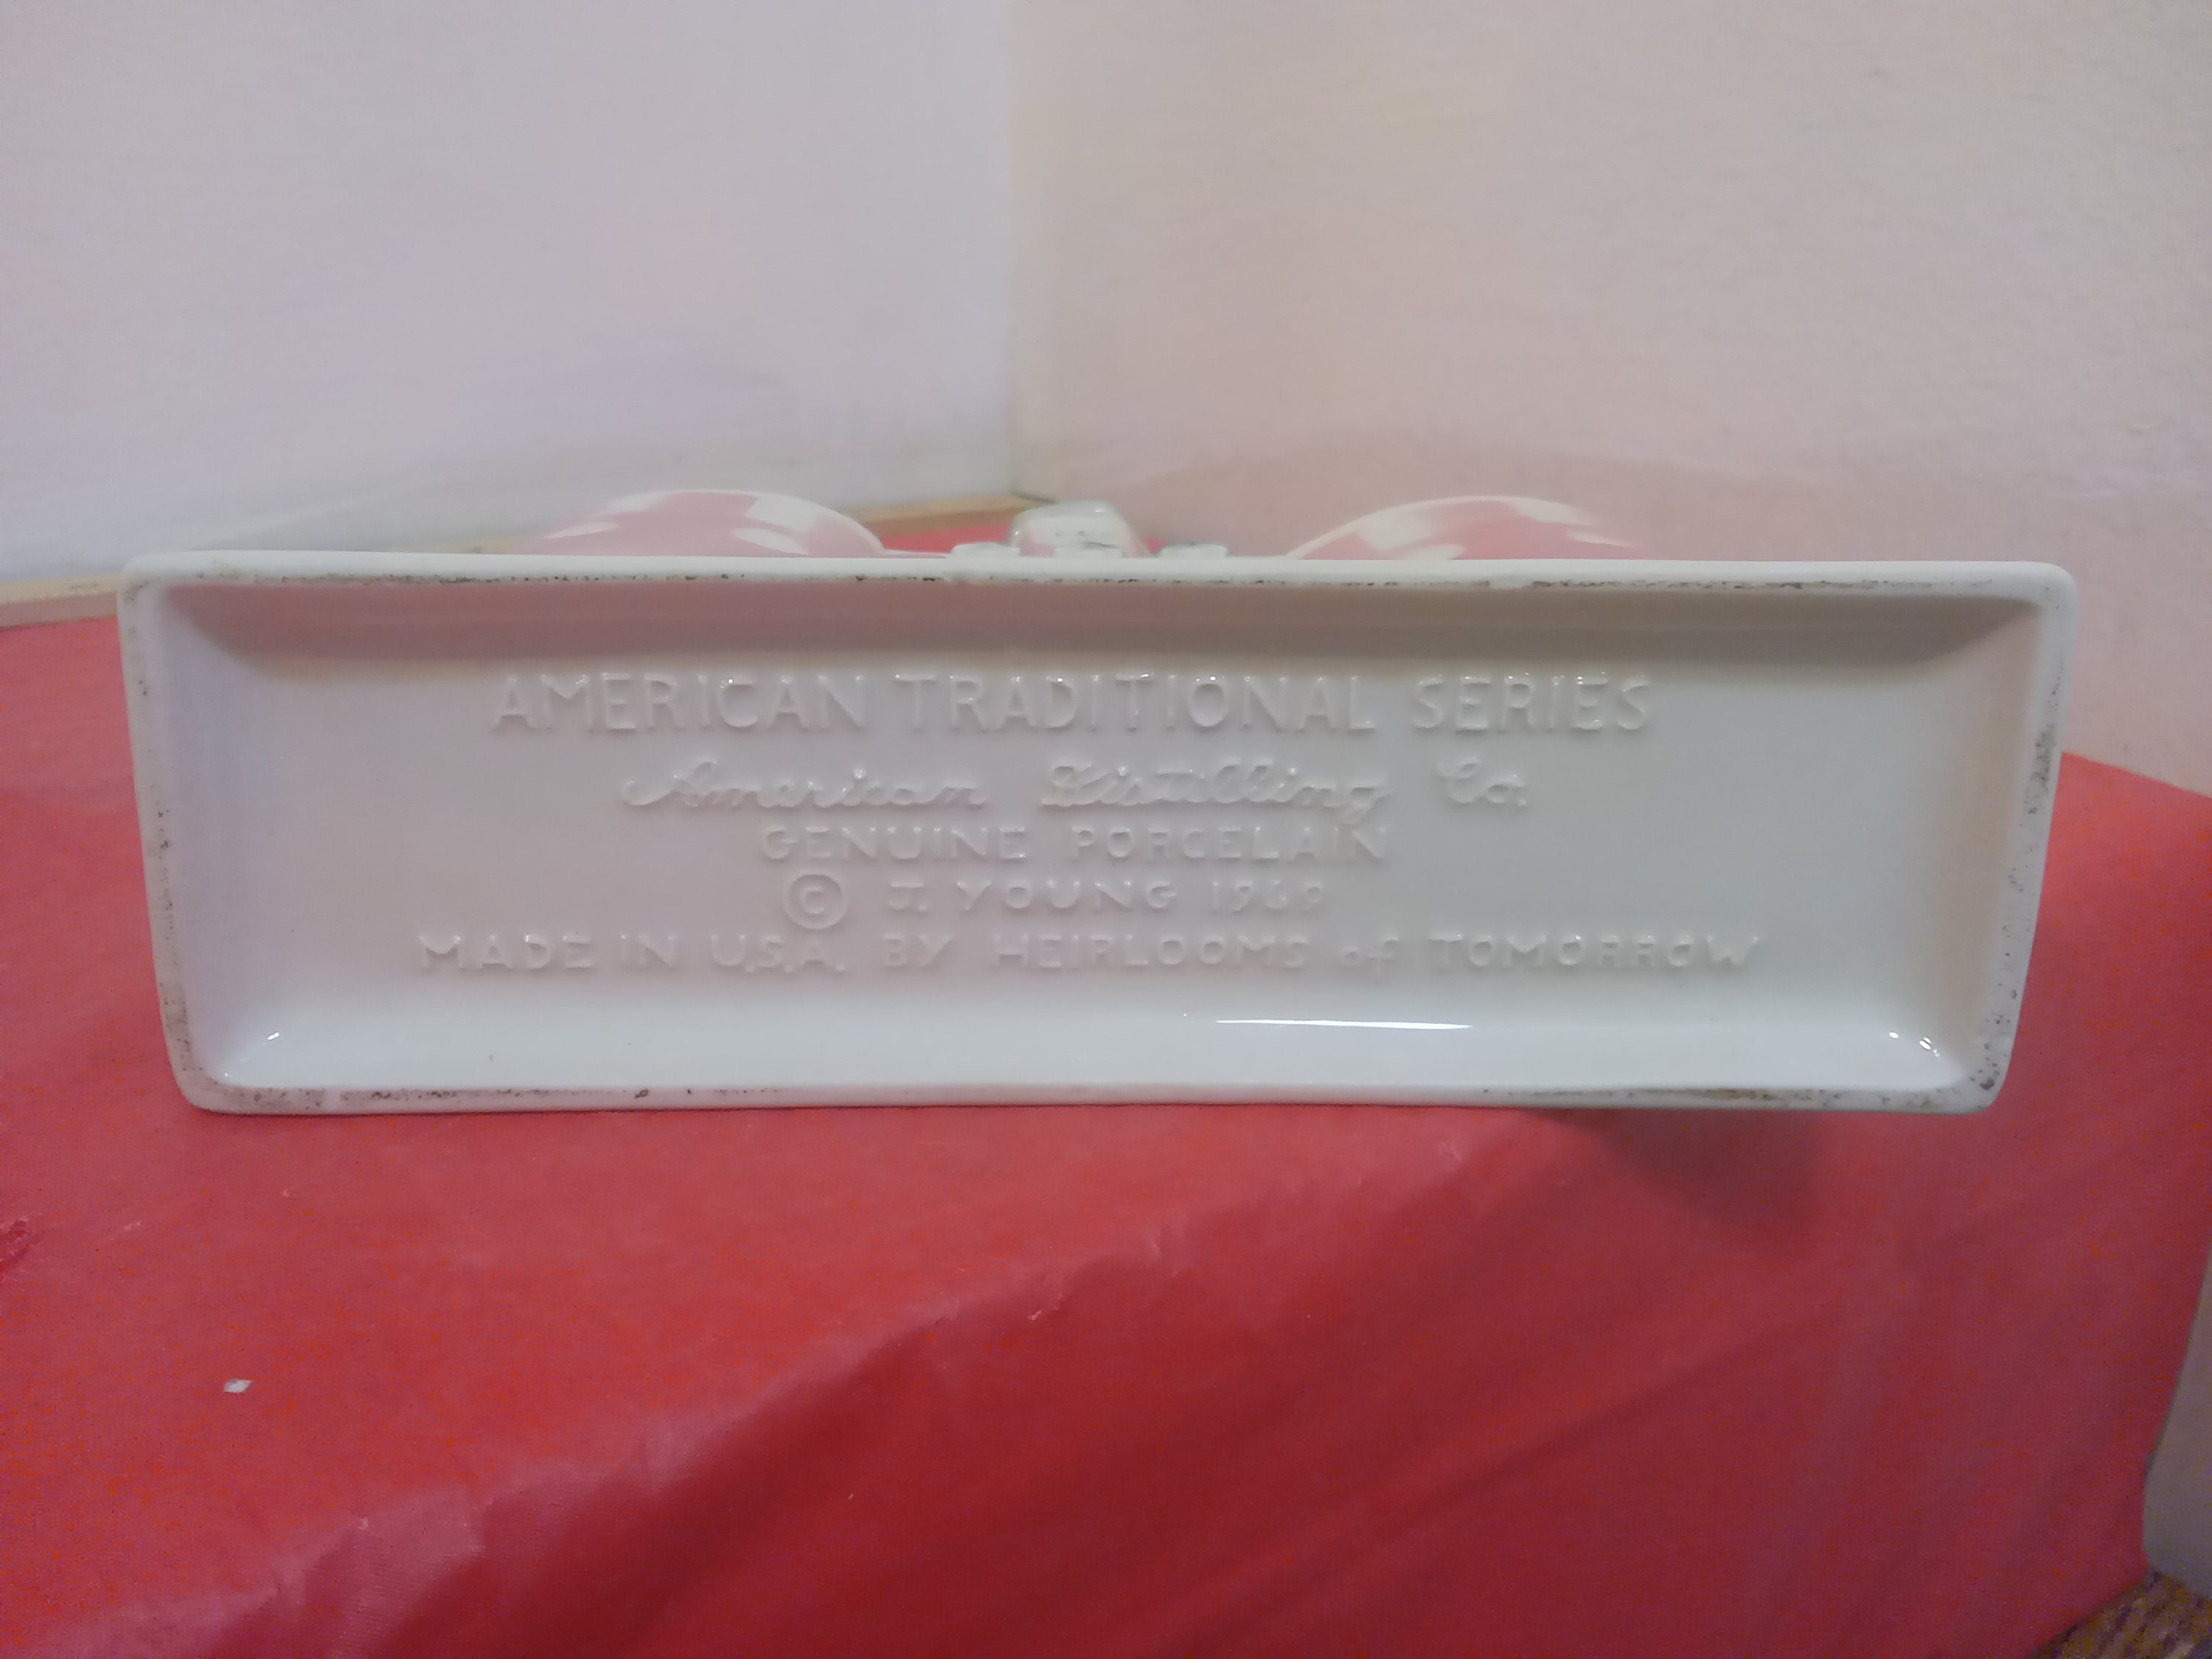 AMERICAN TRADITIONAL SERIES
American Distilling Co.
GENUINE PORCELAIN
© J. YOUNG 1969
MADE IN U.S.A. BY HEIRLOOMS of TOMORROW